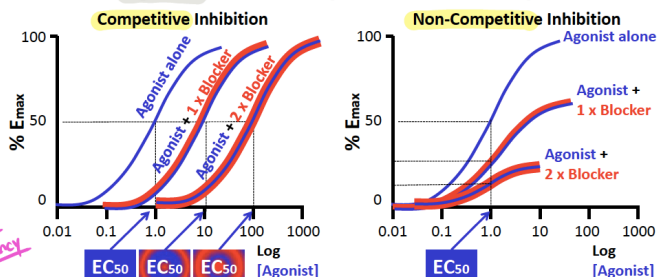 Competitive Inhibition
100
50
0
% Emax
Agonist alone
Agonist + 1 x Blocker
Agonist + 2 x Blocker
0.01 0.1 1.0 10 100 1000
EC50 EC50 EC50
Log
[Agonist]
Non-Competitive Inhibition
100
50
0
% Emax
Agonist alone
Agonist +
1 x Blocker
Agonist +
2 x Blocker
0.01 0.1 1.0 10 100 1000
EC50
Log
[Agonist]